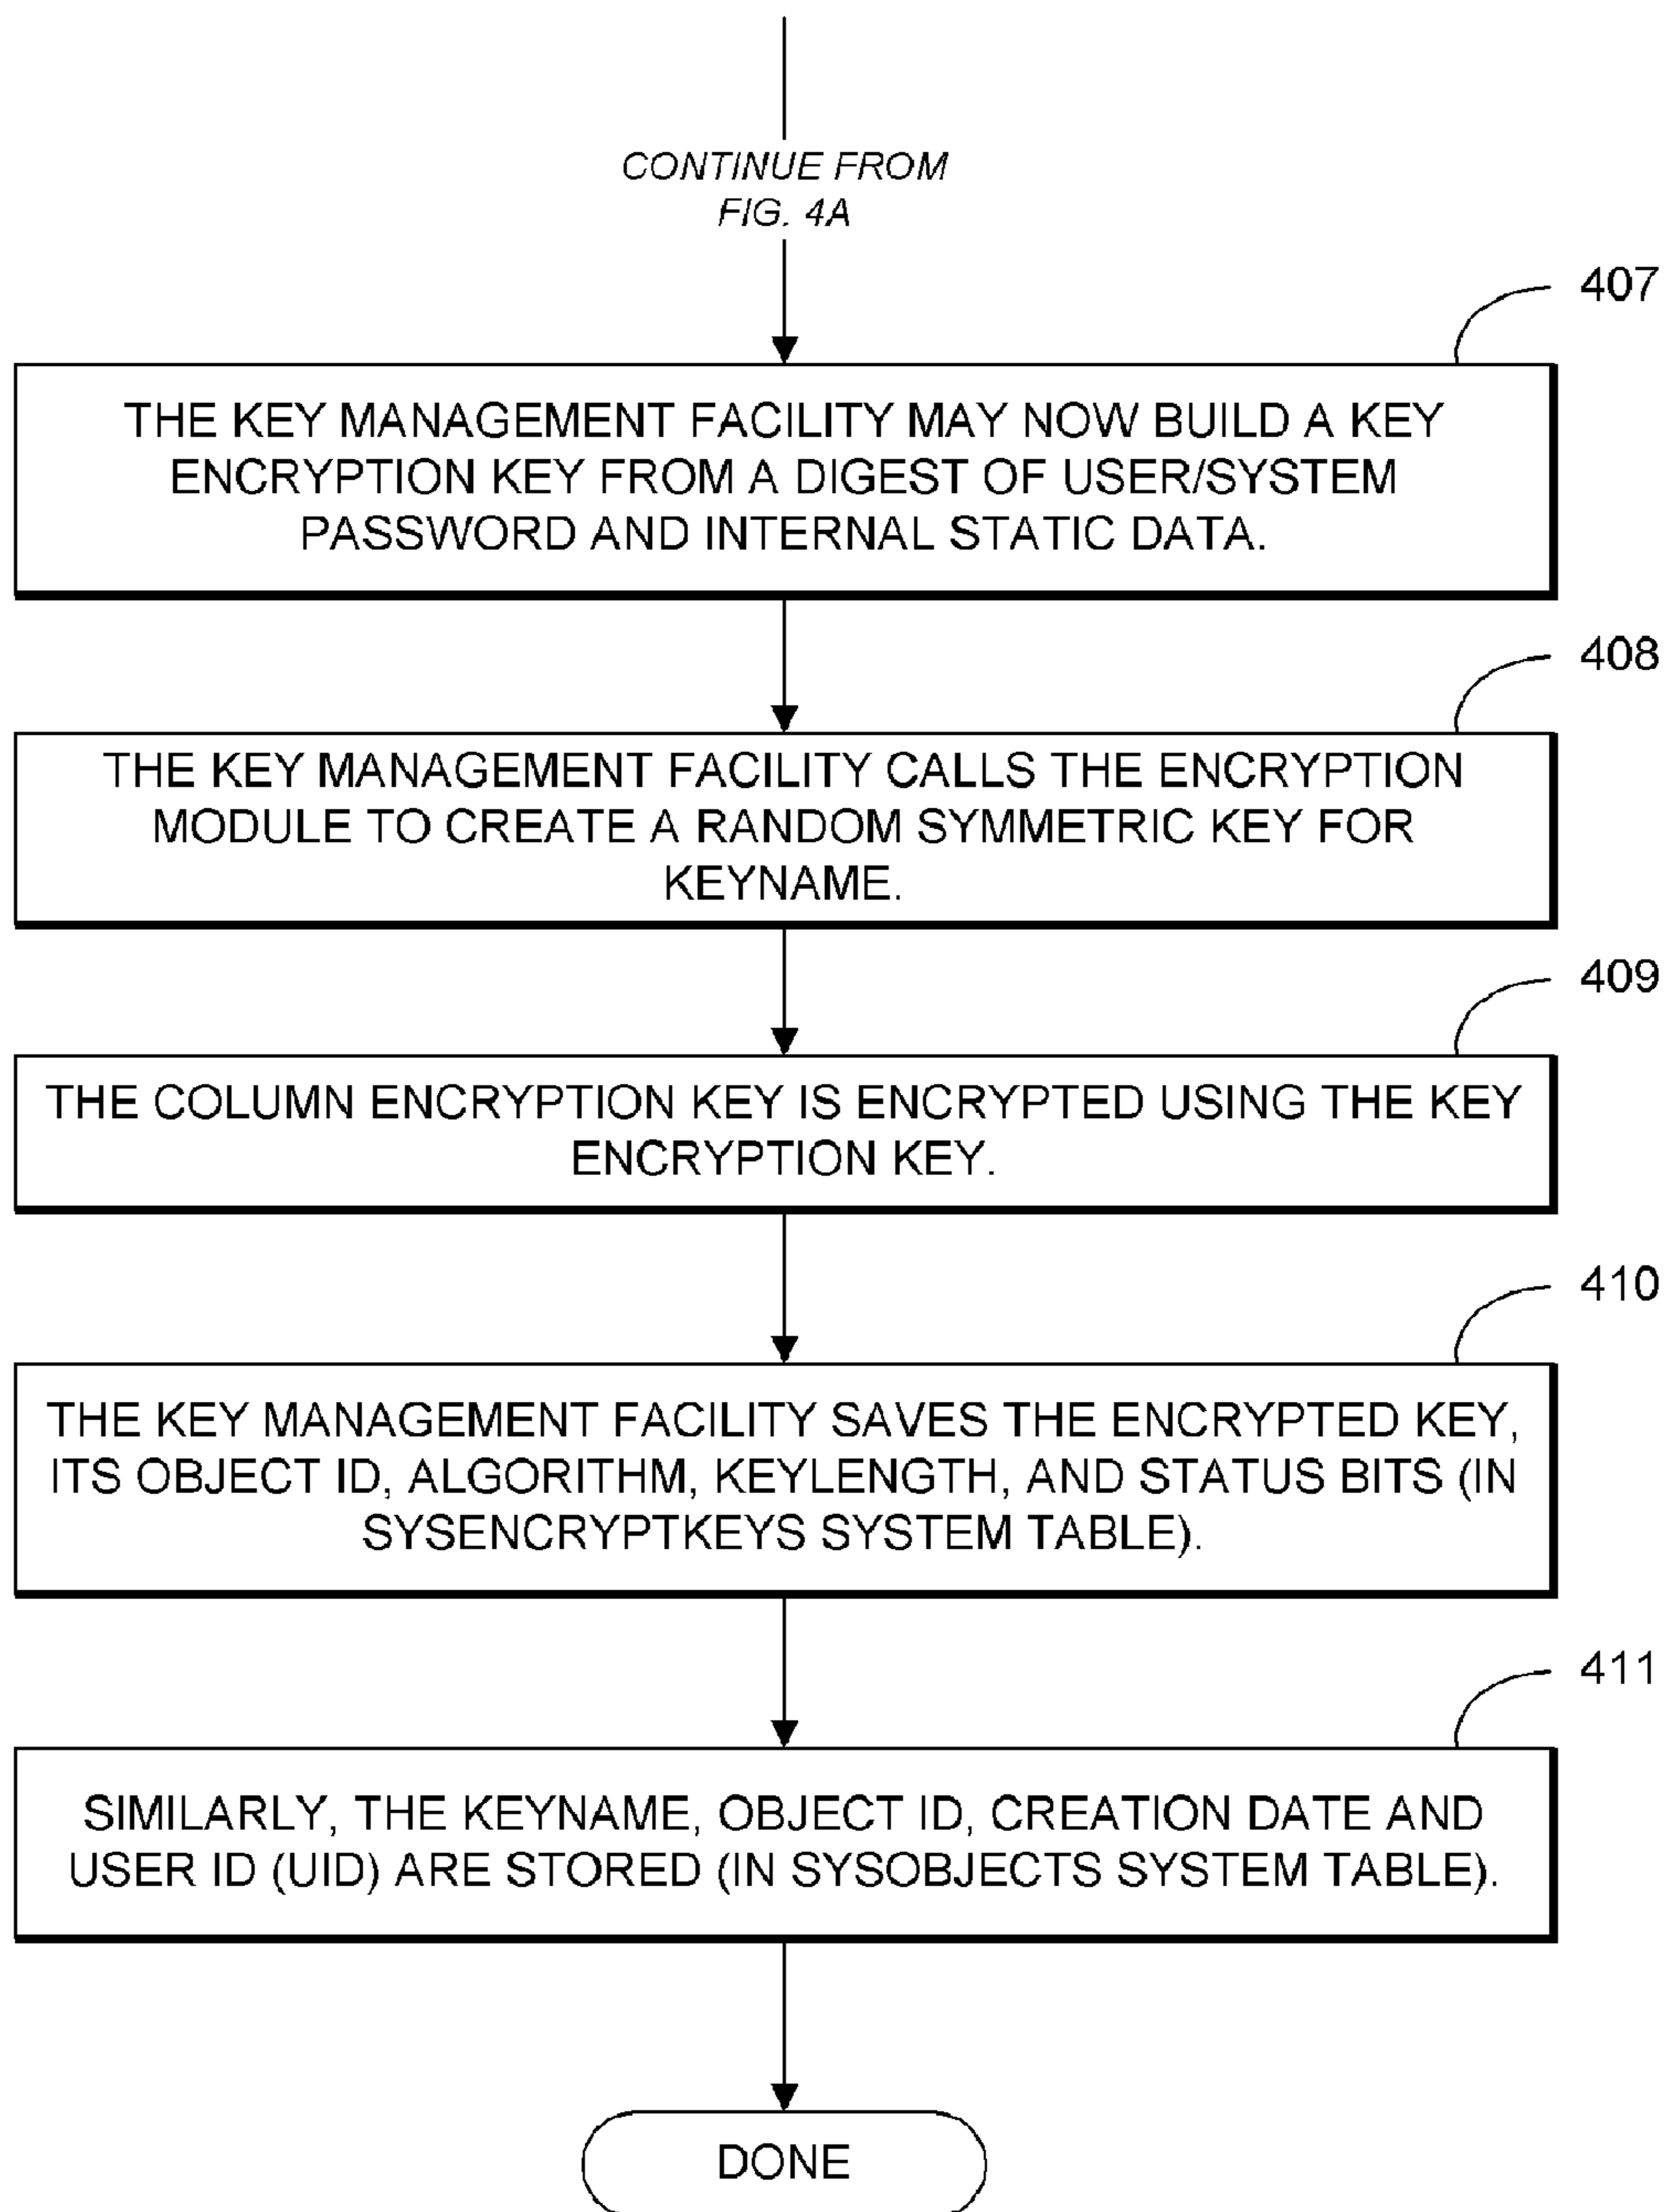 CONTINUE FROM
FIG. 4A
407
THE KEY MANAGEMENT FACILITY MAY NOW BUILD A KEY
ENCRYPTION KEY FROM A DIGEST OF USER/SYSTEM
PASSWORD AND INTERNAL STATIC DATA.
408
THE KEY MANAGEMENT FACILITY CALLS THE ENCRYPTION
MODULE TO CREATE A RANDOM SYMMETRIC KEY FOR
KEYNAME.
409
THE COLUMN ENCRYPTION KEY IS ENCRYPTED USING THE KEY
ENCRYPTION KEY.
410
THE KEY MANAGEMENT FACILITY SAVES THE ENCRYPTED KEY,
ITS OBJECT ID, ALGORITHM, KEYLENGTH, AND STATUS BITS (IN
SYSENCRYPTKEYS SYSTEM TABLE).
411
SIMILARLY, THE KEYNAME, OBJECT ID, CREATION DATE AND
USER ID (UID) ARE STORED (IN SYSOBJECTS SYSTEM TABLE).
DONE